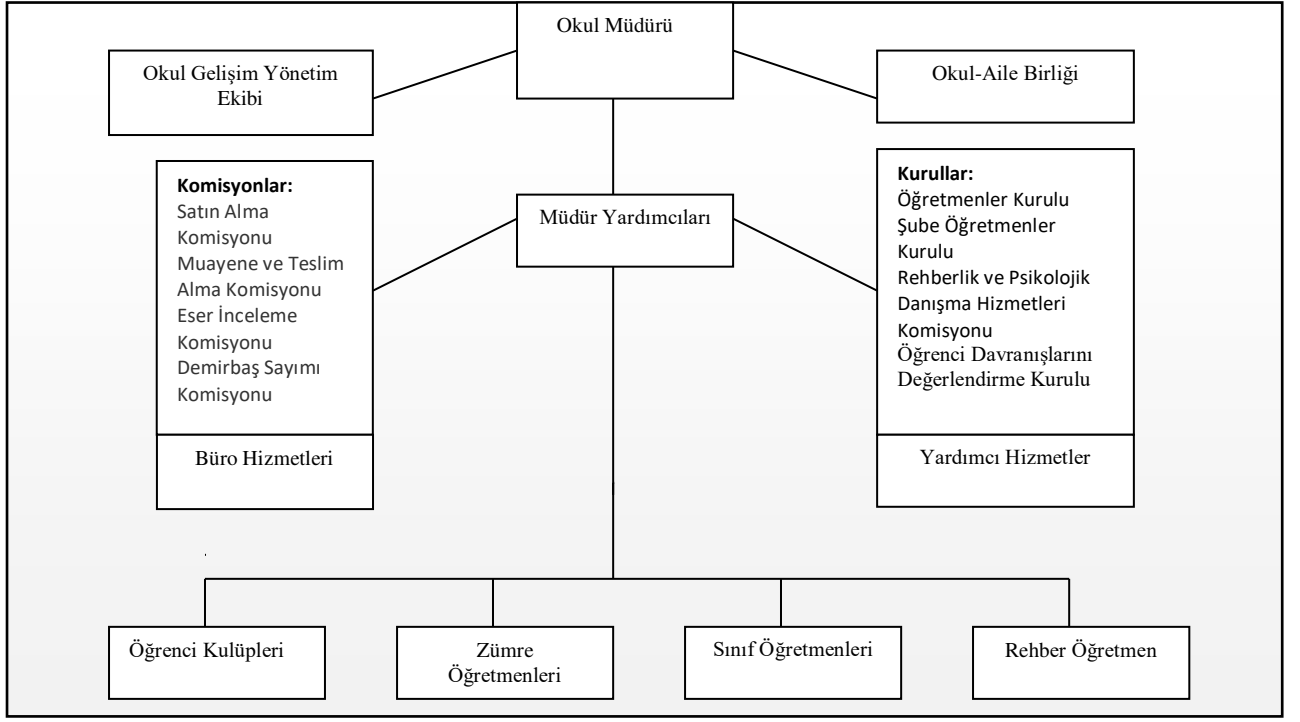 Okul Müdürü
Okul Gelişim Yönetim
Ekibi
Okul-Aile Birliği
Komisyonlar:
Satın Alma
Komisyonu
Muayene ve Teslim
Alma Komisyonu
Eser İnceleme
Komisyonu
Demirbaş Sayımı
Komisyonu
Müdür Yardımcıları
Kurullar:
Öğretmenler Kurulu
Şube Öğretmenler
Kurulu
Rehberlik ve Psikolojik
Danışma Hizmetleri
Komisyonu
Öğrenci Davranışlarını
Değerlendirme Kurulu
Büro Hizmetleri
Yardımcı Hizmetler
Öğrenci Kulüpleri
Zümre
Öğretmenleri
Sınıf Öğretmenleri
Rehber Öğretmen